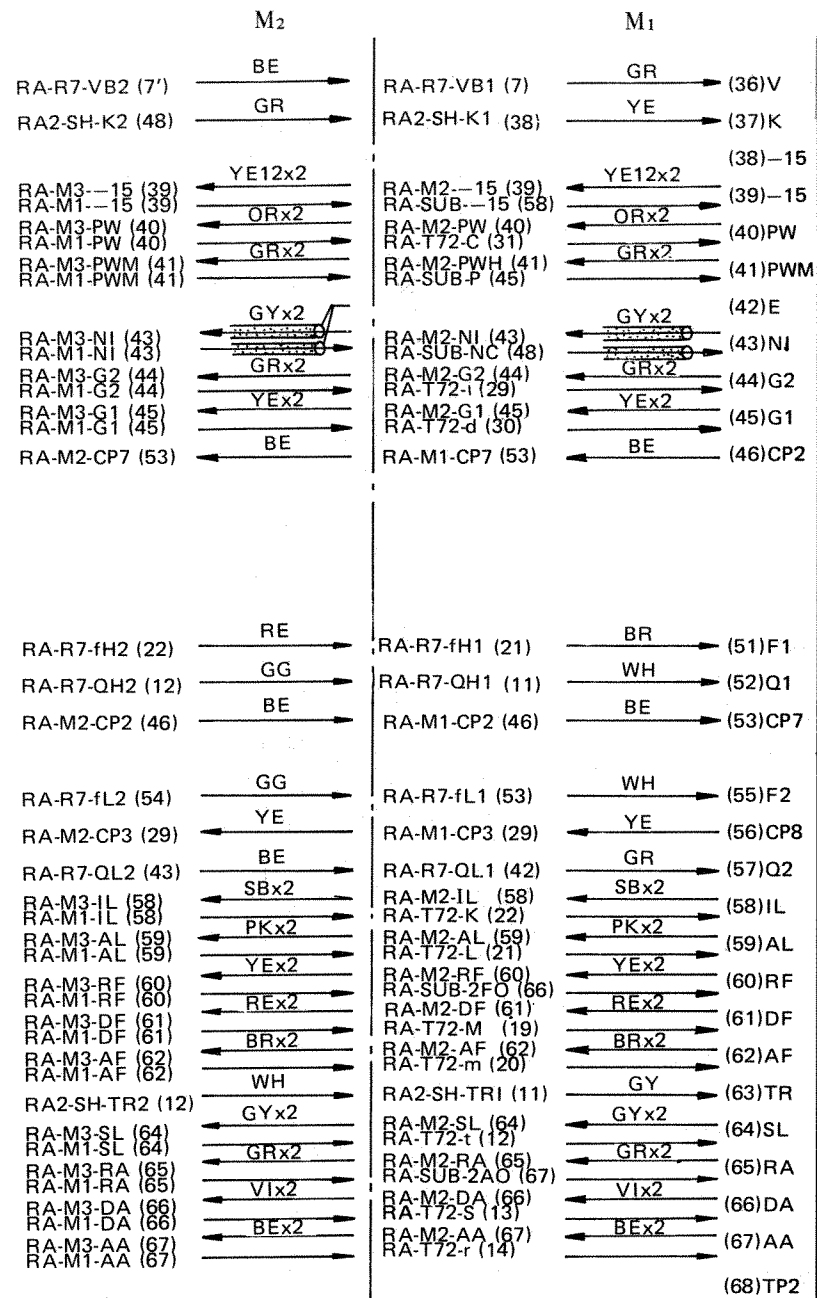 M2 M1
RA-R7-VB2 (7') BE RA-R7-VB1 (7) GR (36)V
RA2-SH-K2 (48) GR RA2-SH-K1 (38) YE (37)K
(38)—15
RA-M3-—15 (39) YE12x2 RA-M2-—15 (39) YE12x2 (39)—15
RA-M1-—15 (39) RA-SUB-—15 (58)
RA-M3-PW (40) ORx2 RA-M2-PW (40) ORx2 (40)PW
RA-M1-PW (40) RA-T72-C (31)
RA-M3-PWM (41) GRx2 RA-M2-PWH (41) GRx2 (41)PWM
RA-M1-PWM (41) RA-SUB-P (45)
(42)E
RA-M3-NI (43) GYx2 RA-M2-NI (43) GYx2 (43)NI
RA-M1-NI (43) RA-SUB-NC (48)
RA-M3-G2 (44) GRx2 RA-M2-G2 (44) GRx2 (44)G2
RA-M1-G2 (44) RA-T72-i (29)
RA-M3-G1 (45) YEx2 RA-M2-G1 (45) YEx2 (45)G1
RA-M1-G1 (45) RA-T72-d (30)
RA-M2-CP7 (53) BE RA-M1-CP7 (53) BE (46)CP2
RA-R7-fH2 (22) RE RA-R7-fH1 (21) BR (51)F1
RA-R7-QH2 (12) GG RA-R7-QH1 (11) WH (52)Q1
RA-M2-CP2 (46) BE RA-M1-CP2 (46) BE (53)CP7
RA-R7-fL2 (54) GG RA-R7-fL1 (53) WH (55)F2
RA-M2-CP3 (29) YE RA-M1-CP3 (29) YE (56)CP8
RA-R7-QL2 (43) BE RA-R7-QL1 (42) GR (57)Q2
RA-M3-IL (58) SBx2 RA-M2-IL (58) SBx2 (58)IL
RA-M1-IL (58) RA-T72-K (22)
RA-M3-AL (59) PKx2 RA-M2-AL (59) PKx2 (59)AL
RA-M1-AL (59) RA-T72-L (21)
RA-M3-RF (60) YEx2 RA-M2-RF (60) YEx2 (60)RF
RA-M1-RF (60) RA-SUB-2FO (66)
RA-M3-DF (61) REx2 RA-M2-DF (61) REx2 (61)DF
RA-M1-DF (61) RA-T72-M (19)
RA-M3-AF (62) BRx2 RA-M2-AF (62) BRx2 (62)AF
RA-M1-AF (62) RA-T72-m (20)
RA2-SH-TR2 (12) WH RA2-SH-TRI (11) GY (63)TR
RA-M3-SL (64) GYx2 RA-M2-SL (64) GYx2 (64)SL
RA-M1-SL (64) RA-T72-t (12)
RA-M3-RA (65) GRx2 RA-M2-RA (65) GRx2 (65)RA
RA-M1-RA (65) RA-SUB-2AO (67)
RA-M3-DA (66) VIx2 RA-M2-DA (66) VIx2 (66)DA
RA-M1-DA (66) RA-T72-S (13)
RA-M3-AA (67) BEx2 RA-M2-AA (67) BEx2 (67)AA
RA-M1-AA (67) RA-T72-r (14)
(68)TP2